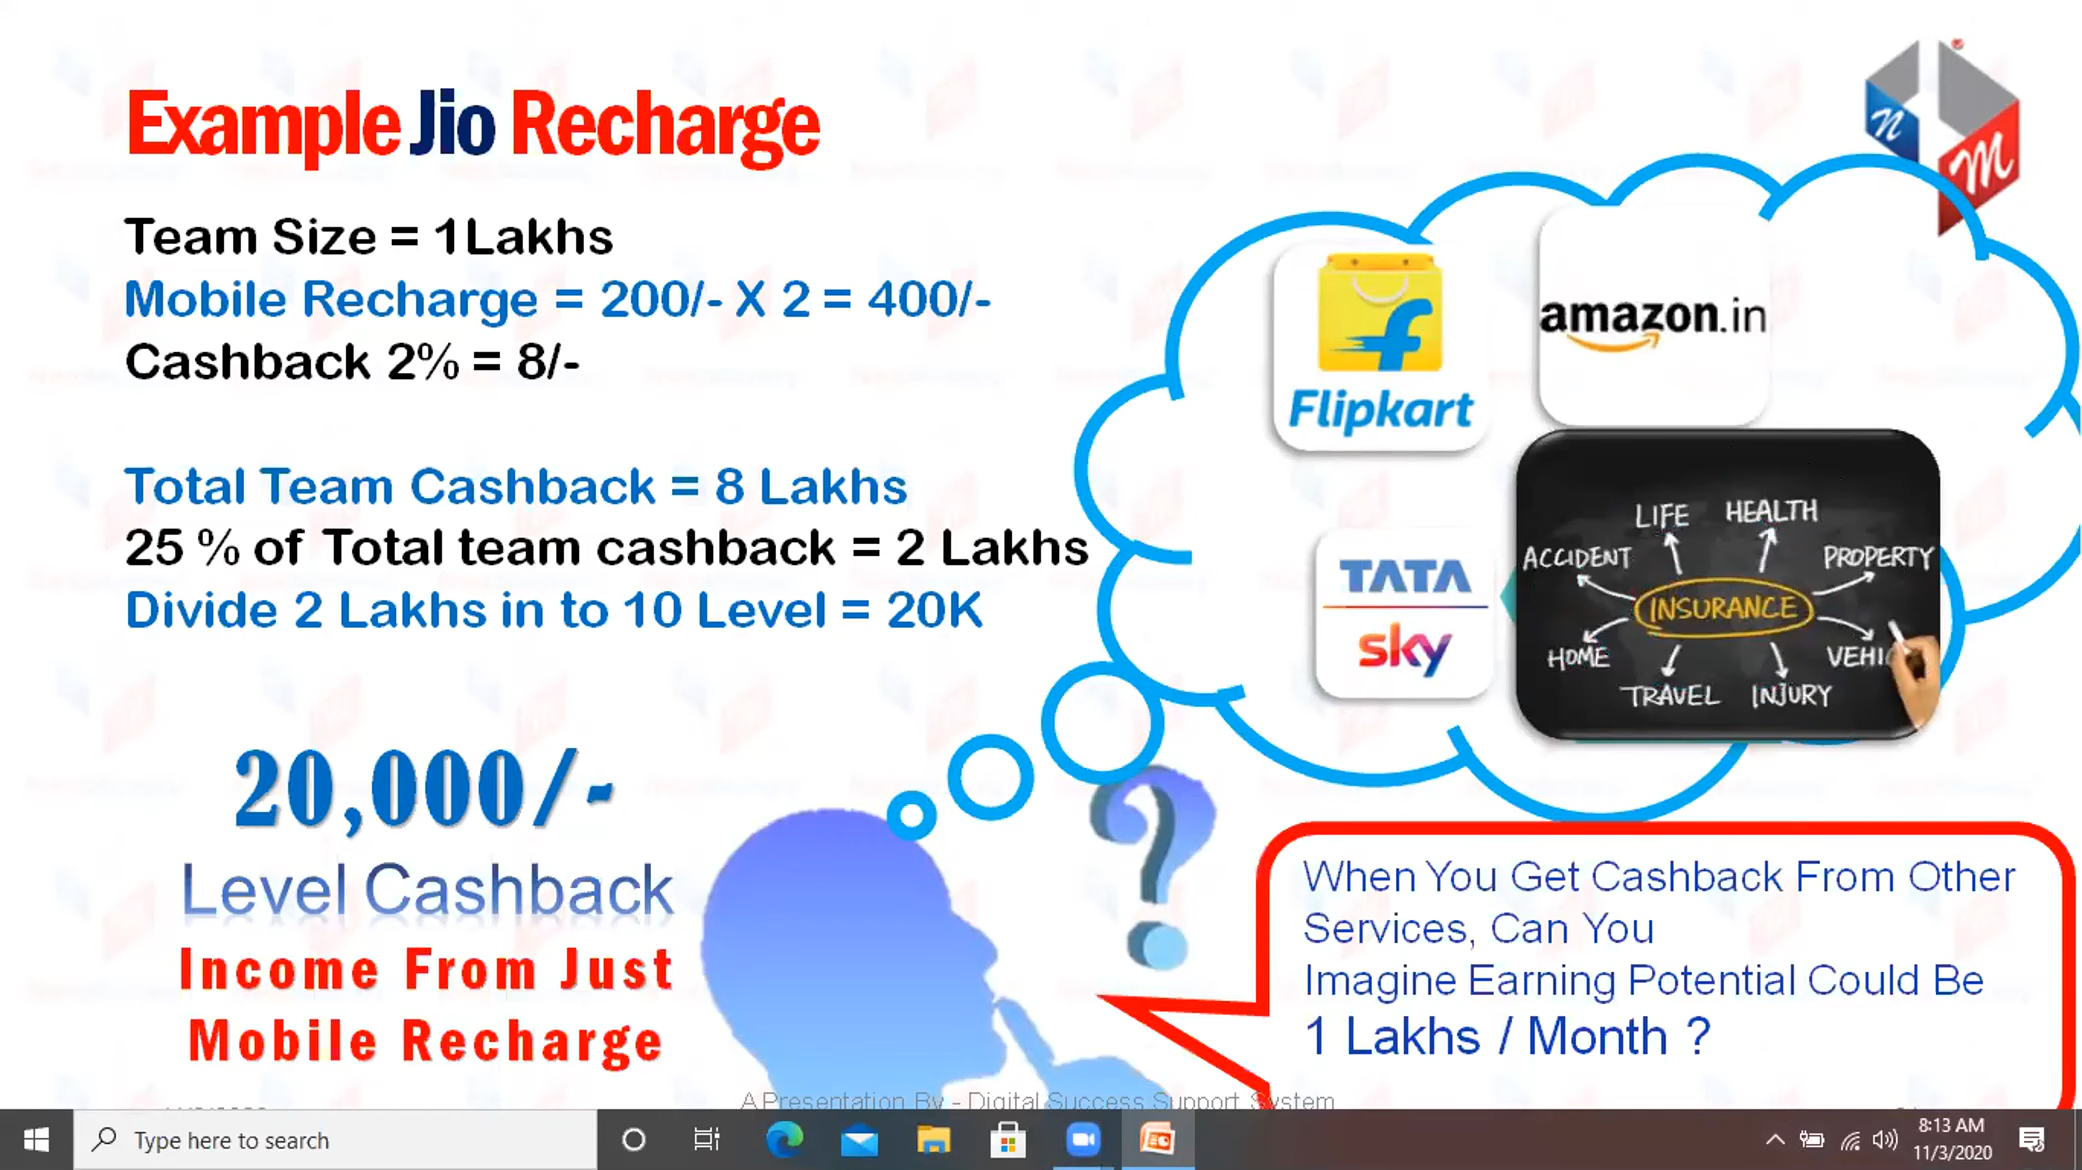 Example Jio Recharge
Team Size = 1Lakhs
Mobile Recharge = 200/- X 2 = 400/-
Cashback 2% = 8/-
Total Team Cashback = 8 Lakhs
25 % of Total team cashback = 2 Lakhs
Divide 2 Lakhs in to 10 Level = 20K
20,000/-
Level Cashback
Income From Just
Mobile Recharge
n
M
Flipkart
amazon.in
TATA
sky
LIFE
HEALTH
ACCIDENT
PROPERTY
INSURANCE
HOME
VEHI
TRAVEL
INJURY
?
When You Get Cashback From Other
Services, Can You
Imagine Earning Potential Could Be
1 Lakhs / Month ?
A Presentation By - Digital Success Support System
Type here to search
8:13 AM
11/3/2020